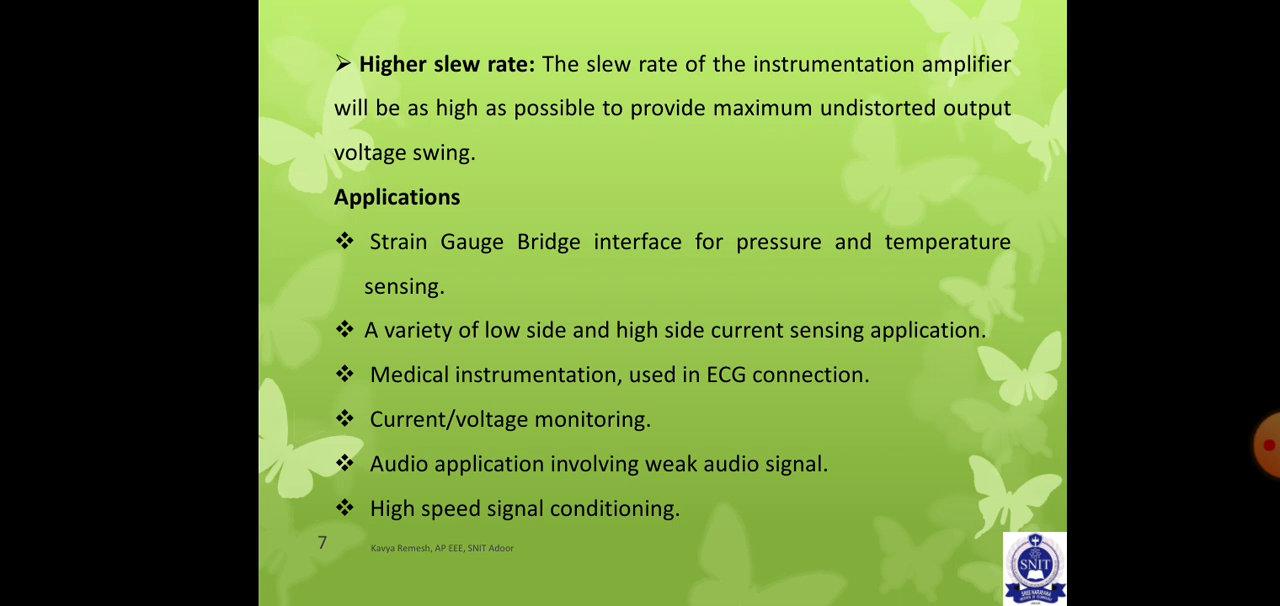 ➢ Higher slew rate: The slew rate of the instrumentation amplifier
will be as high as possible to provide maximum undistorted output
voltage swing.
Applications
❖ Strain Gauge Bridge interface for pressure and temperature
sensing.
❖ A variety of low side and high side current sensing application.
❖ Medical instrumentation, used in ECG connection.
❖ Current/voltage monitoring.
❖ Audio application involving weak audio signal.
❖ High speed signal conditioning.
7
Kavya Remesh, AP EEE, SNIT Adoor
SNIT
SREE NARAYANA